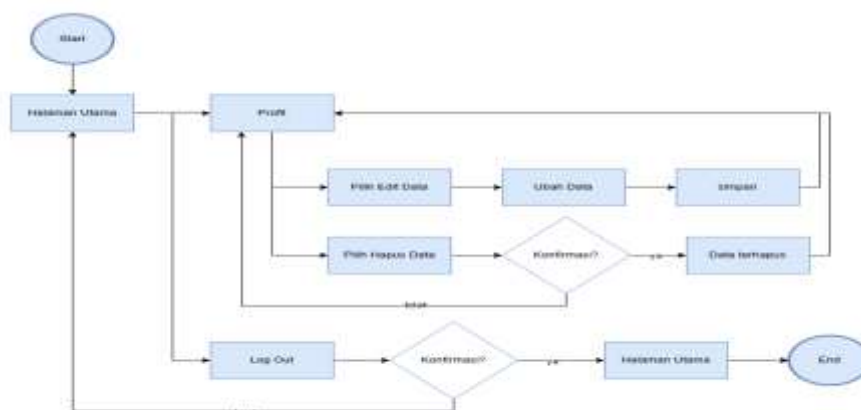 Start
Halaman Utama
Profil
Pilih Edit Data
Ubah Data
simpan
Pilih Hapus Data
Konfirmasi?
ya
Data terhapus
tidak
Log Out
Konfirmasi?
ya
Halaman Utama
End